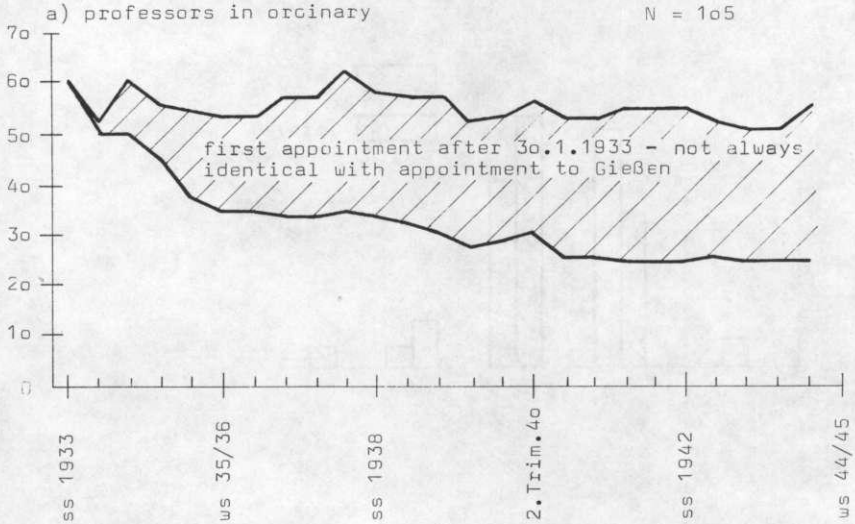 a) professors in orcinary
N = 1o5
7o
6o
5o
4o
3o
2o
1o
0
first appointment after 3o.1.1933 - not always
identical with appointment to Gießen
ss 1933
ws 35/36
ss 1938
2.Trim.4o
ss 1942
ws 44/45